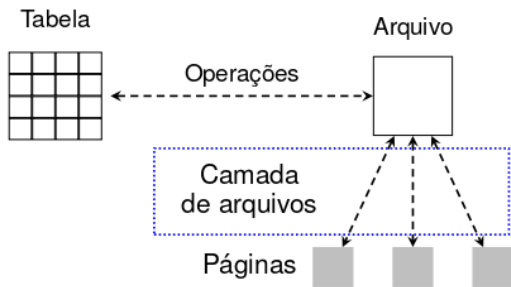 Tabela
Arquivo
Operações
Camada
de arquivos
Páginas